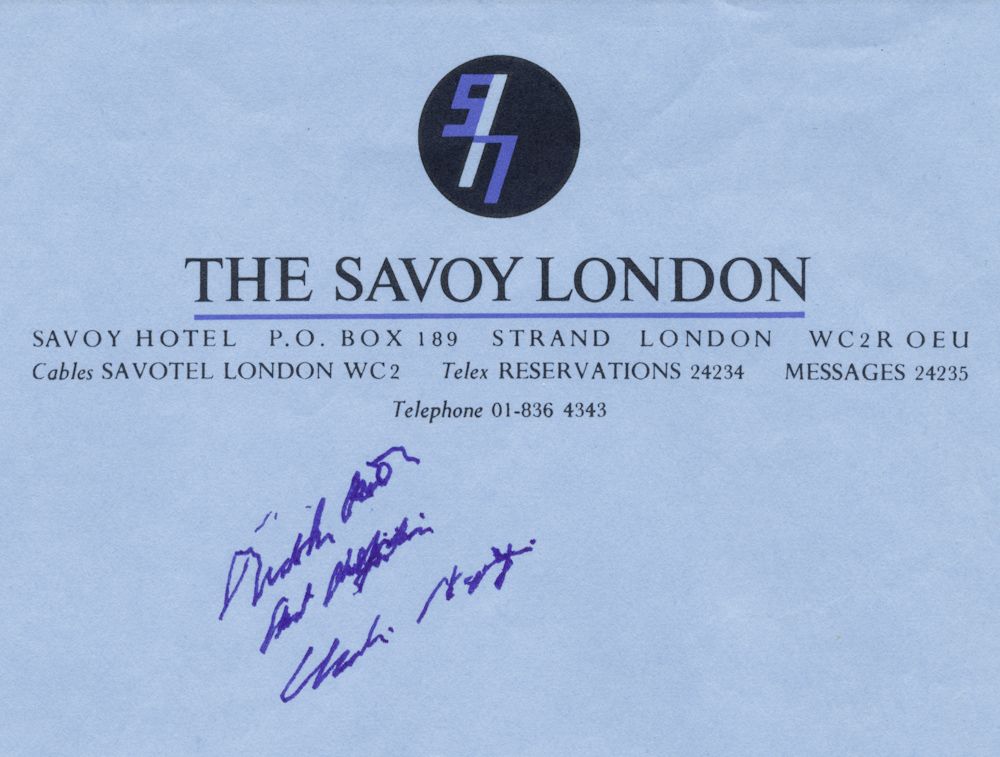 THE SAVOY LONDON
SAVOY HOTEL P.O. BOX 189 STRAND LONDON WC2R OEU
Cables SAVOTEL LONDON WC2 Telex RESERVATIONS 24234 MESSAGES 24235
Telephone 01-836 4343